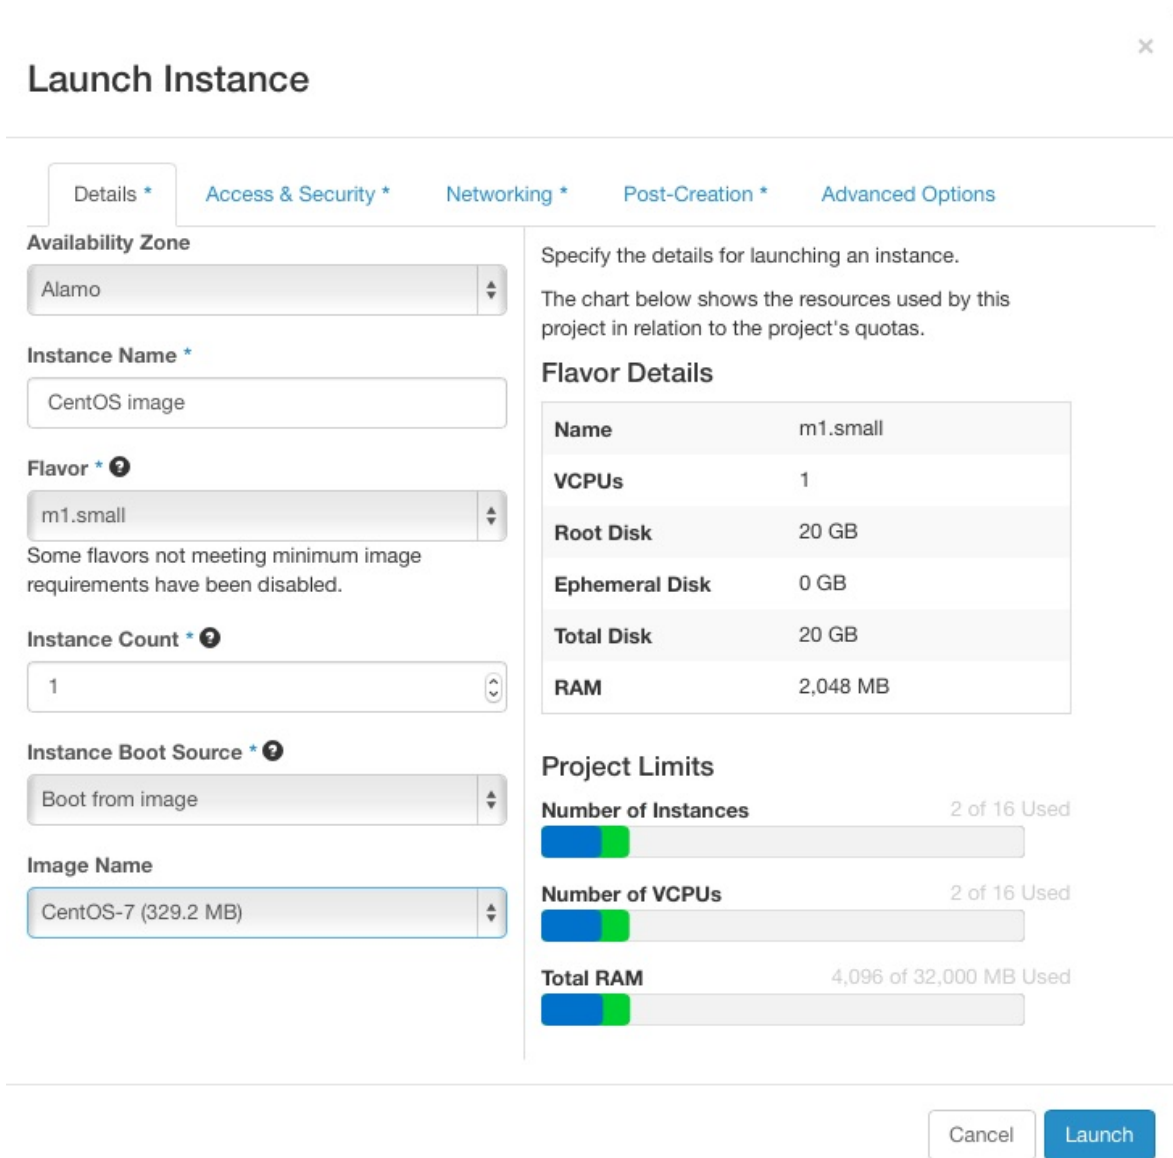 ×
Launch Instance
Details *
Access & Security *
Networking *
Post-Creation *
Advanced Options
Availability Zone
Alamo
Instance Name *
CentOS image
Flavor * ?
m1.small
Some flavors not meeting minimum image
requirements have been disabled.
Instance Count * ?
1
Instance Boot Source * ?
Boot from image
Image Name
CentOS-7 (329.2 MB)
Specify the details for launching an instance.
The chart below shows the resources used by this
project in relation to the project's quotas.
Flavor Details
Name m1.small
VCPUs 1
Root Disk 20 GB
Ephemeral Disk 0 GB
Total Disk 20 GB
RAM 2,048 MB
Project Limits
Number of Instances 2 of 16 Used
Number of VCPUs 2 of 16 Used
Total RAM 4,096 of 32,000 MB Used
Cancel
Launch